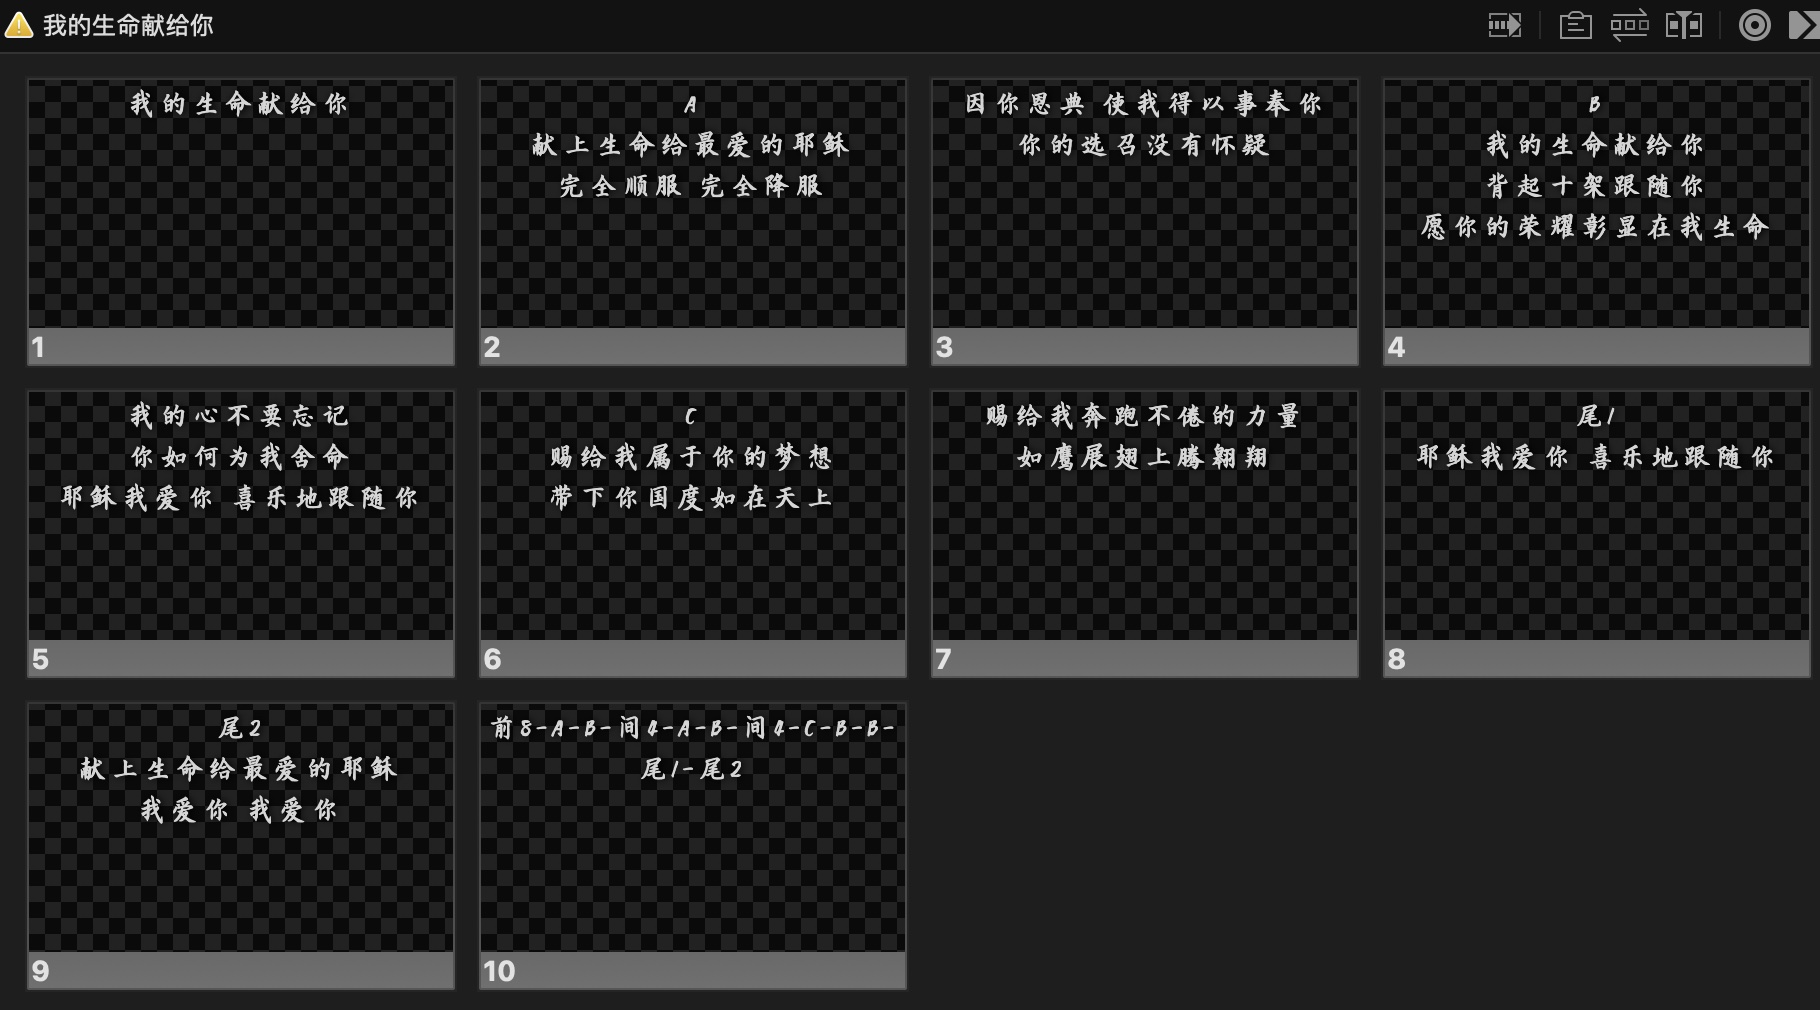 我的生命献给你
我的生命献给你
1
A
献上生命给最爱的耶稣
完全顺服 完全降服
2
因你恩典 使我得以事奉你
你的选召没有怀疑
3
B
我的生命献给你
背起十架跟随你
愿你的荣耀彰显在我生命
4
我的心不要忘记
你如何为我舍命
耶稣我爱你 喜乐地跟随你
5
C
赐给我属于你的梦想
带下你国度如在天上
6
赐给我奔跑不倦的力量
如鹰展翅上腾翱翔
7
尾1
耶稣我爱你 喜乐地跟随你
8
尾2
献上生命给最爱的耶稣
我爱你 我爱你
9
前8-A-B-间4-A-B-间4-C-B-B-
尾1-尾2
10